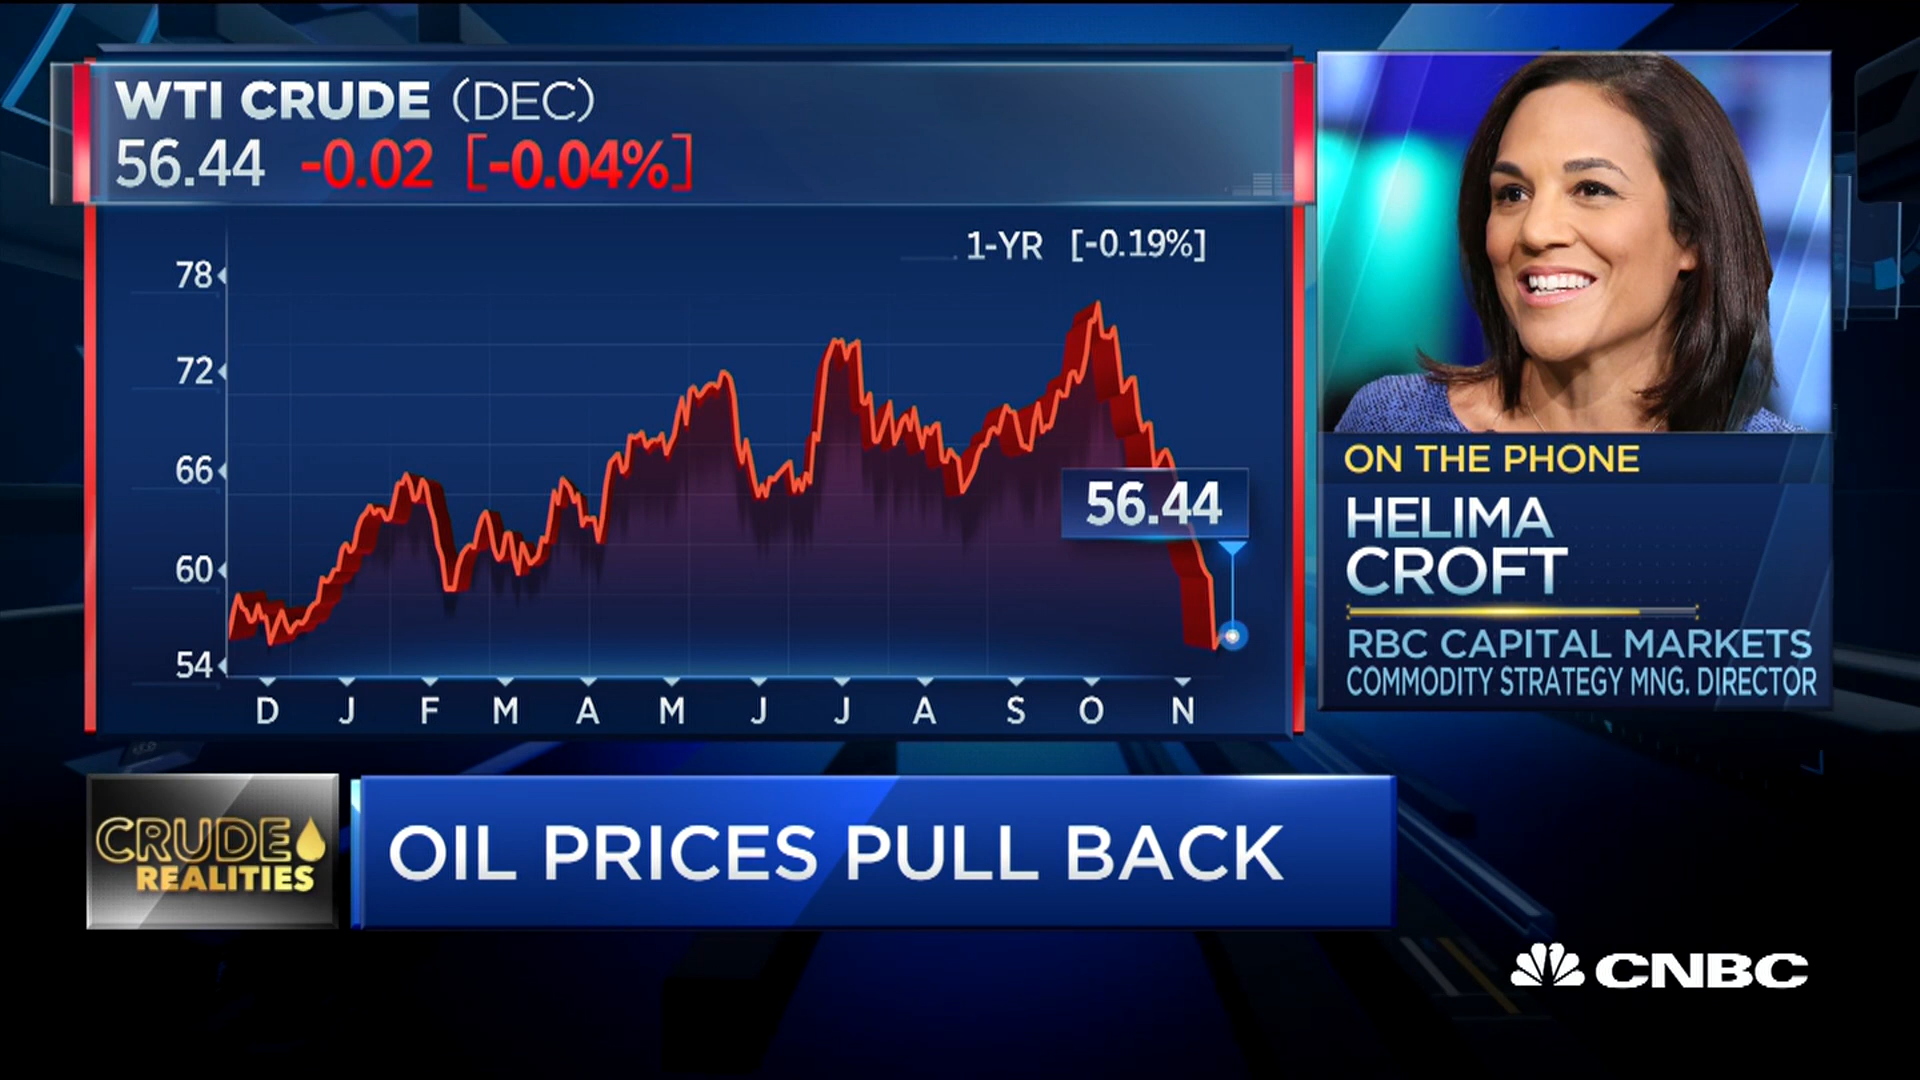 WTI CRUDE (DEC)
56.44 -0.02 [-0.04%]
1-YR [-0.19%]
78
72
66
60
54
56.44
D J F M A M J J A S O N
ON THE PHONE
HELIMA
CROFT
RBC CAPITAL MARKETS
COMMODITY STRATEGY MNG. DIRECTOR
CRUDE
REALITIES
OIL PRICES PULL BACK
CNBC